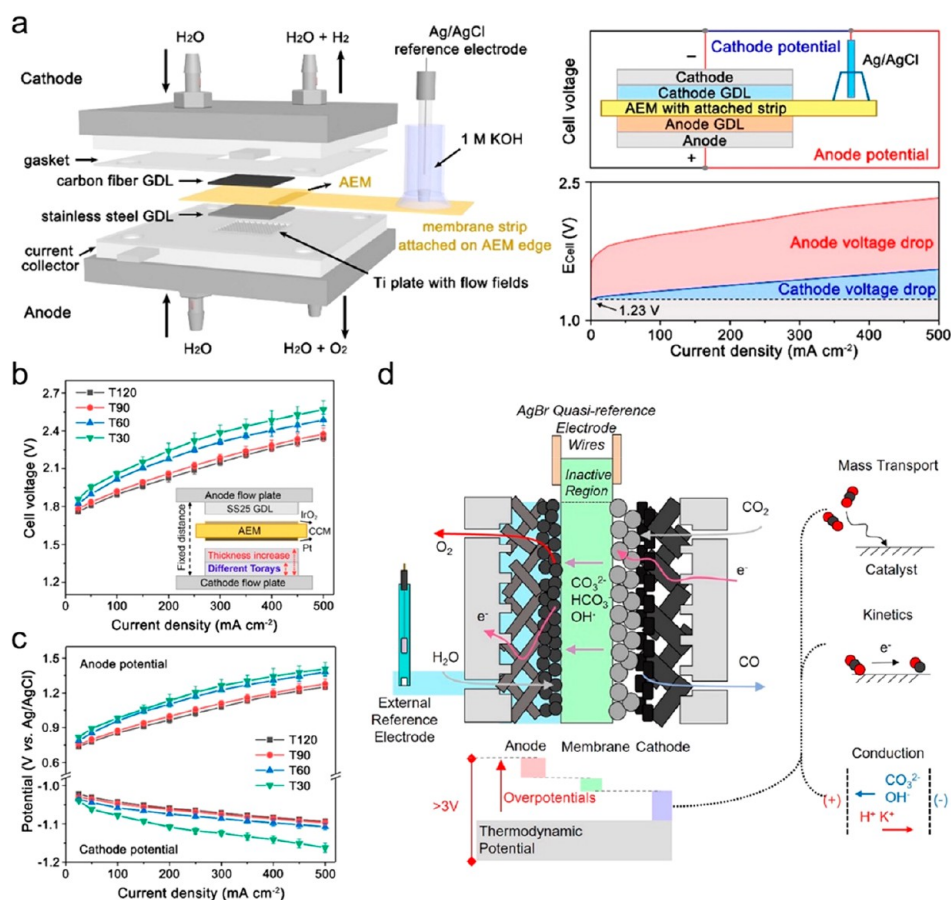 a
H₂O
H₂O + H₂
Ag/AgCl
reference electrode
Cathode
1 M KOH
gasket
carbon fiber GDL
AEM
stainless steel GDL
membrane strip
attached on AEM edge
current
collector
Ti plate with flow fields
Anode
H₂O
H₂O + O₂
Cathode potential
Ag/AgCl
−
Cell voltage
Cathode
Cathode GDL
AEM with attached strip
Anode GDL
Anode
+
Anode potential
2.5
Ecell (V)
Anode voltage drop
Cathode voltage drop
1.23 V
1.0
0 100 200 300 400 500
Current density (mA cm⁻²)
b
2.7
2.4
2.1
1.8
1.5
1.2
Cell voltage (V)
T120
T90
T60
T30
Anode flow plate
SS25 GDL
IrO₂
AEM
CCM
Pt
Fixed distance
Thickness increase
Different Torays
Cathode flow plate
0 100 200 300 400 500
Current density (mA cm⁻²)
c
Anode potential
1.5
1.2
0.9
0.6
-1.0
-1.1
-1.2
Potential (V vs. Ag/AgCl)
T120
T90
T60
T30
Cathode potential
0 100 200 300 400 500
Current density (mA cm⁻²)
d
AgBr Quasi-reference
Electrode
Wires
Inactive
Region
CO₂
O₂
e⁻
CO₃²⁻
HCO₃
OH⁻
e⁻
H₂O
CO
External
Reference
Electrode
Anode
Membrane
Cathode
>3V
Overpotentials
Thermodynamic
Potential
Mass Transport
Catalyst
Kinetics
e⁻
Conduction
CO₃²⁻
OH⁻
(+)
(-)
H⁺ K⁺